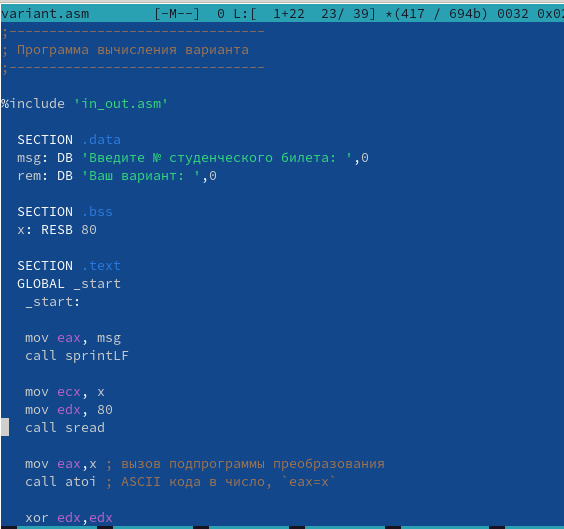 variant.asm [-M--] 0 L:[ 1+22 23/ 39] *(417 / 694b) 0032 0x02
;--------------------------------
; Программа вычисления варианта
;--------------------------------
%include 'in_out.asm'
SECTION .data
msg: DB 'Введите № студенческого билета: ',0
rem: DB 'Ваш вариант: ',0
SECTION .bss
x: RESB 80
SECTION .text
GLOBAL _start
_start:
mov eax, msg
call sprintLF
mov ecx, x
mov edx, 80
call sread
mov eax,x ; вызов подпрограммы преобразования
call atoi ; ASCII кода в число, `eax=x`
xor edx,edx